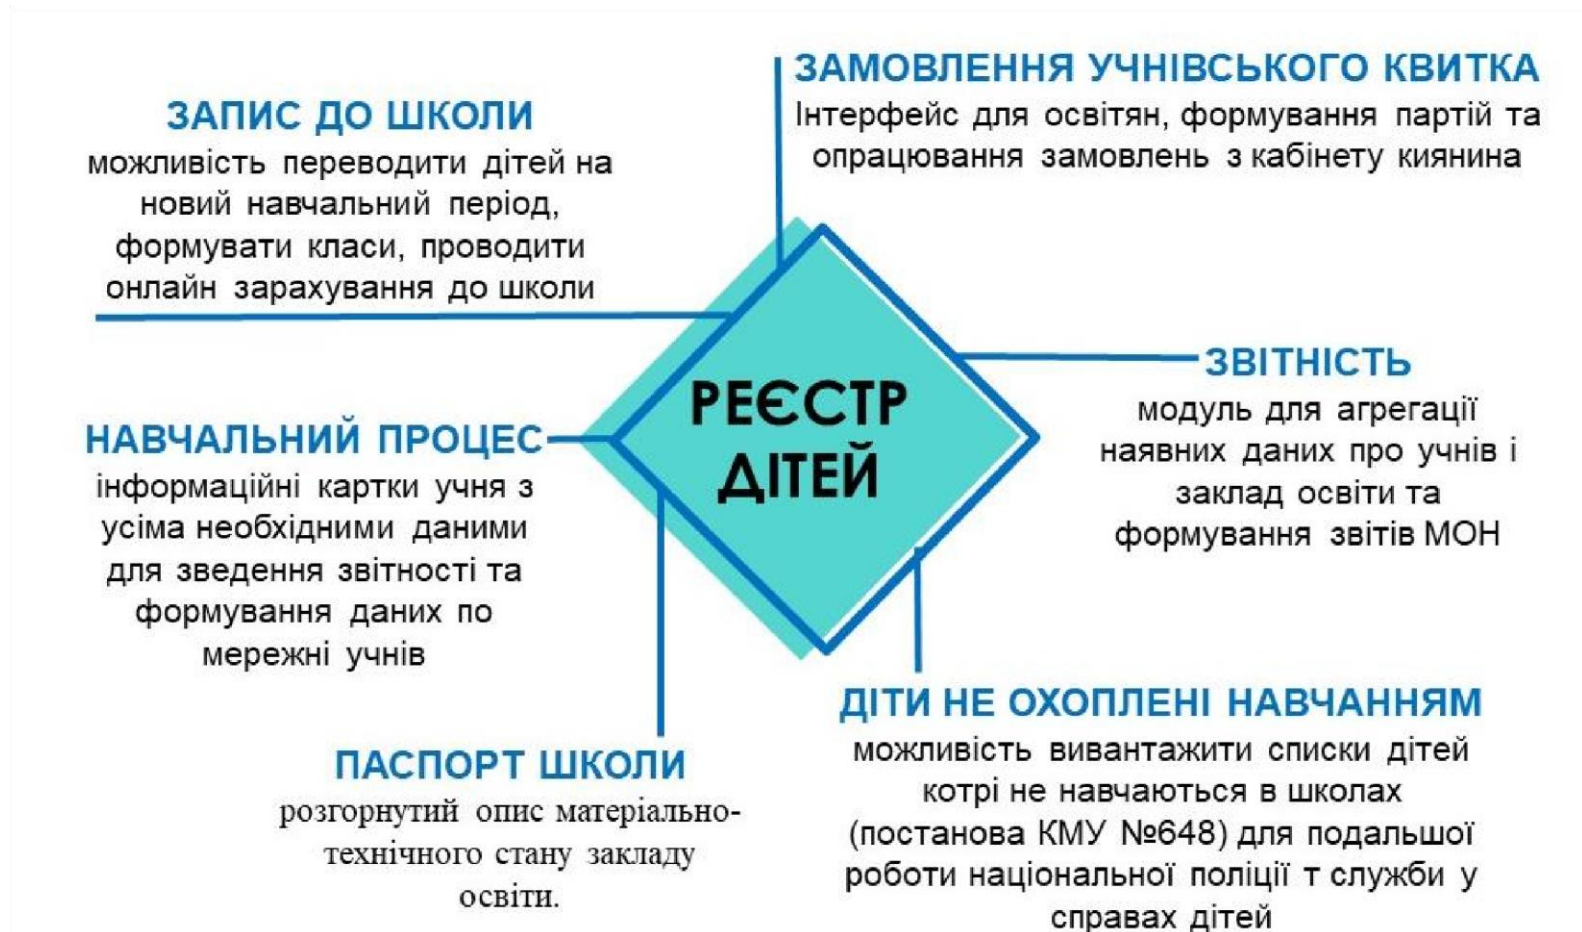 ЗАМОВЛЕННЯ УЧНІВСЬКОГО КВИТКА
Інтерфейс для освітян, формування партій та
опрацювання замовлень з кабінету киянина
ЗАПИС ДО ШКОЛИ
можливість переводити дітей на
новий навчальний період,
формувати класи, проводити
онлайн зарахування до школи
РЕЄСТР
ДІТЕЙ
ЗВІТНІСТЬ
модуль для агрегації
наявних даних про учнів і
заклад освіти та
формування звітів МОН
НАВЧАЛЬНИЙ ПРОЦЕС
інформаційні картки учня з
усіма необхідними даними
для зведення звітності та
формування даних по
мережні учнів
ДІТИ НЕ ОХОПЛЕНІ НАВЧАННЯМ
можливість вивантажити списки дітей
котрі не навчаються в школах
(постанова КМУ №648) для подальшої
роботи національної поліції т служби у
справах дітей
ПАСПОРТ ШКОЛИ
розгорнутий опис матеріально-
технічного стану закладу
освіти.